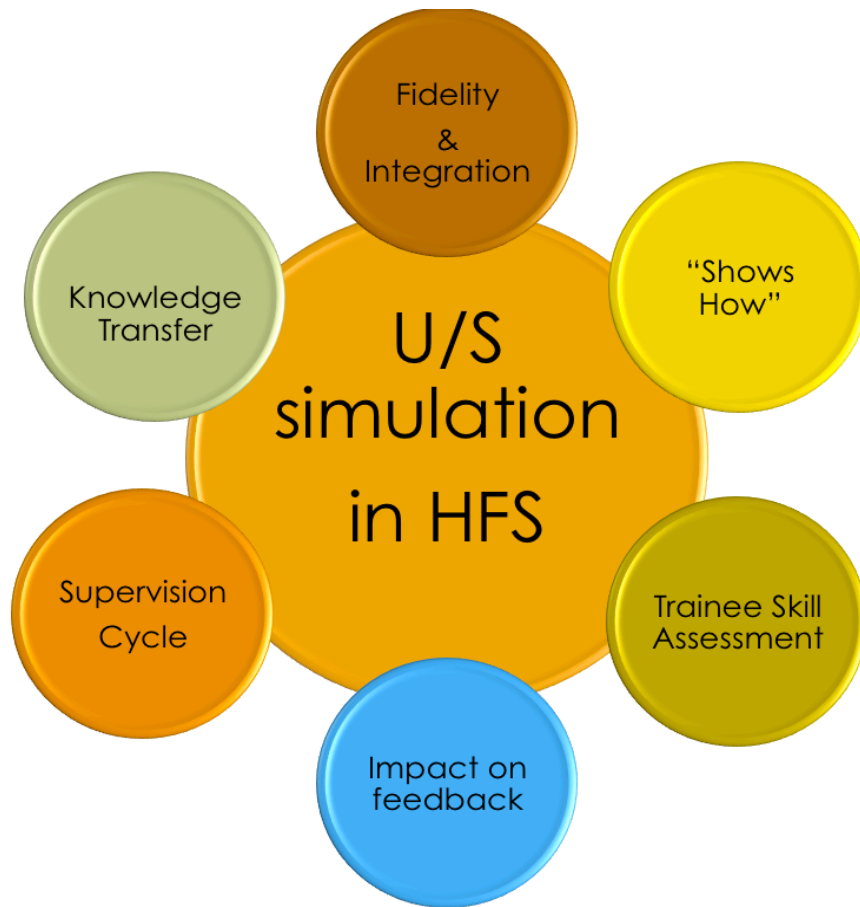 Fidelity
&
Integration
“Shows
How”
Knowledge
Transfer
U/S
simulation
in HFS
Supervision
Cycle
Trainee Skill
Assessment
Impact on
feedback